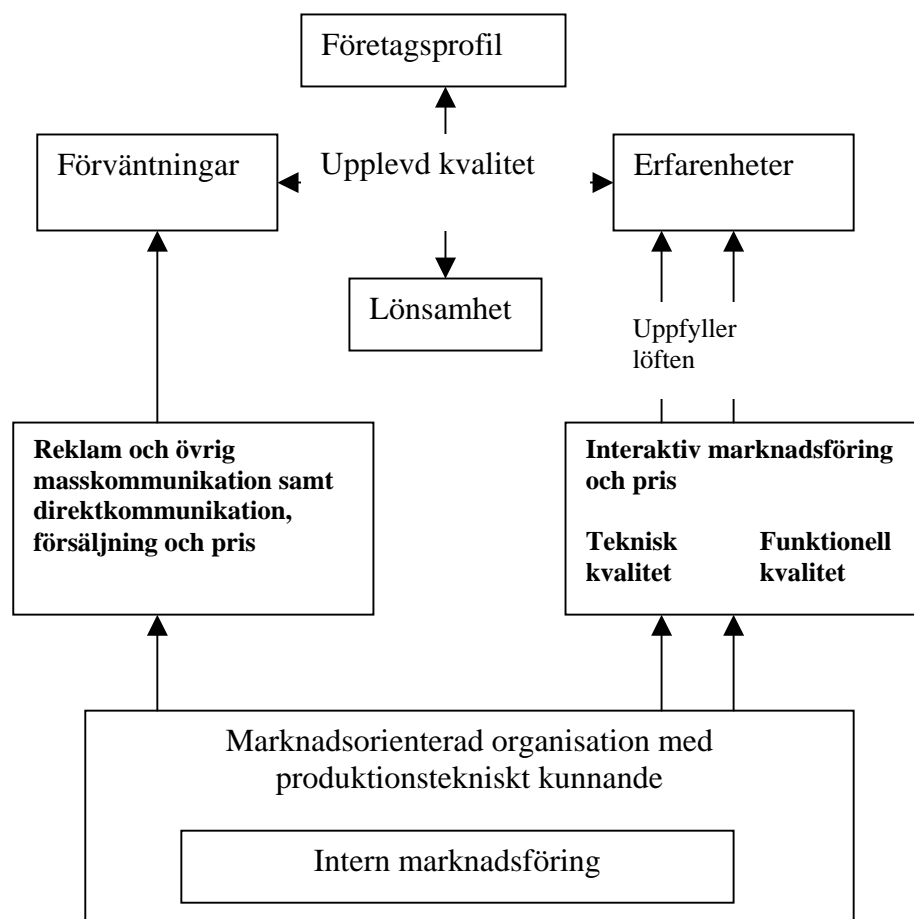 Företagsprofil
Förväntningar
Upplevd kvalitet
Erfarenheter
Lönsamhet
Uppfyller
löften
Reklam och övrig
masskommunikation samt
direktkommunikation,
försäljning och pris
Interaktiv marknadsföring
och pris
Teknisk
kvalitet
Funktionell
kvalitet
Marknadsorienterad organisation med
produktionstekniskt kunnande
Intern marknadsföring